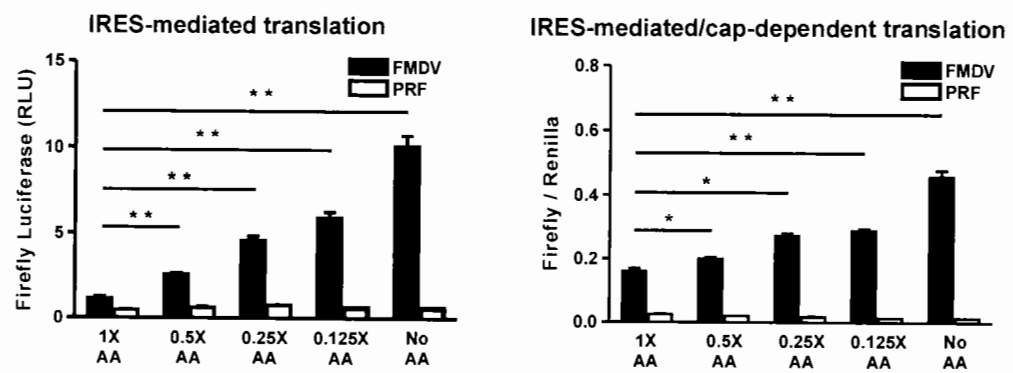 IRES-mediated translation
Firefly Luciferase (RLU)
15
10
5
0
FMDV
PRF
* *
* *
* *
* *
1X AA
0.5X AA
0.25X AA
0.125X AA
No AA
IRES-mediated/cap-dependent translation
Firefly / Renilla
0.8
0.6
0.4
0.2
0.0
FMDV
PRF
* *
* *
*
*
1X AA
0.5X AA
0.25X AA
0.125X AA
No AA